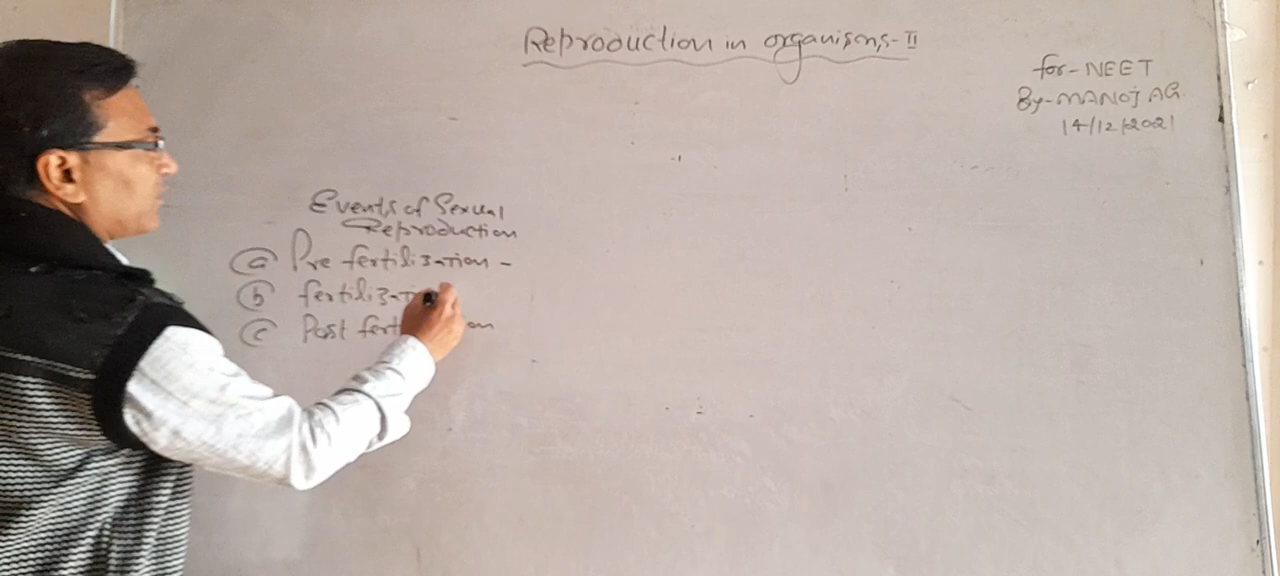 Reproduction in organisms-II
for-NEET
By-MANOJ AG.
14/12/2021
Events of Sexual
Reproduction
(a) Pre fertilization -
(b)
(c) Post